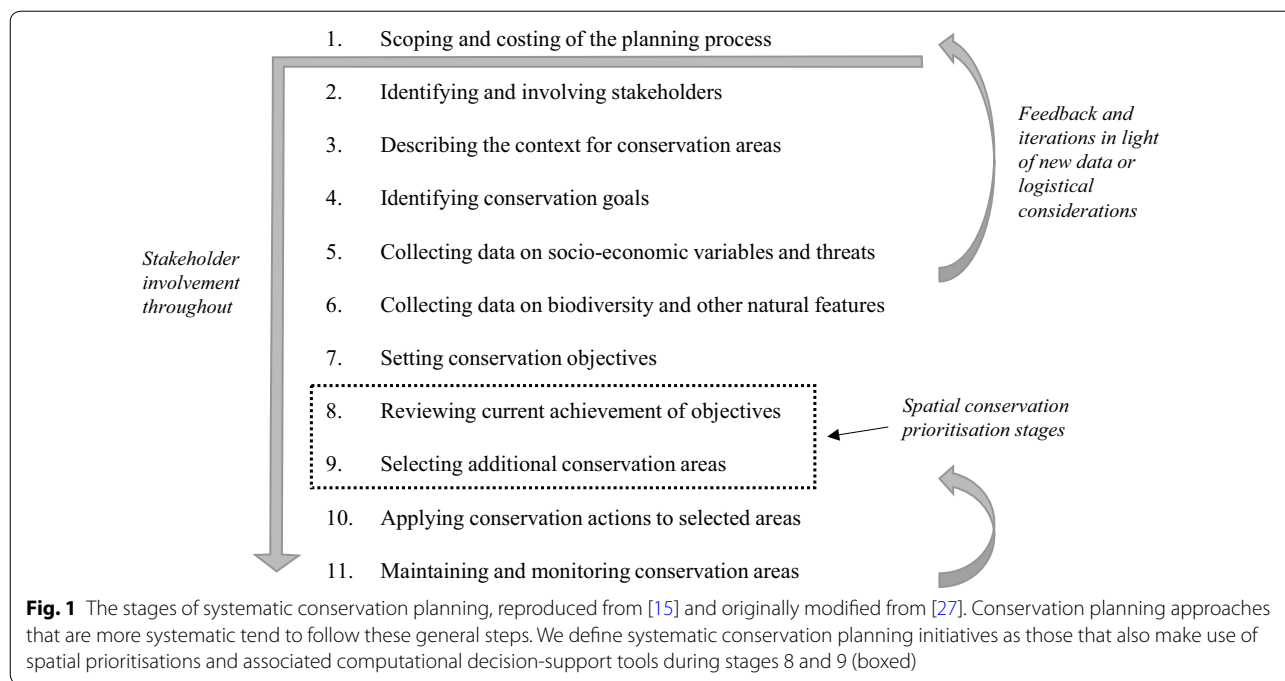 1. Scoping and costing of the planning process
2. Identifying and involving stakeholders
3. Describing the context for conservation areas
4. Identifying conservation goals
5. Collecting data on socio-economic variables and threats
6. Collecting data on biodiversity and other natural features
7. Setting conservation objectives
8. Reviewing current achievement of objectives
9. Selecting additional conservation areas
10. Applying conservation actions to selected areas
11. Maintaining and monitoring conservation areas
Stakeholder
involvement
throughout
Feedback and
iterations in light
of new data or
logistical
considerations
Spatial conservation
prioritisation stages
Fig. 1 The stages of systematic conservation planning, reproduced from [15] and originally modified from [27]. Conservation planning approaches
that are more systematic tend to follow these general steps. We define systematic conservation planning initiatives as those that also make use of
spatial prioritisations and associated computational decision-support tools during stages 8 and 9 (boxed)